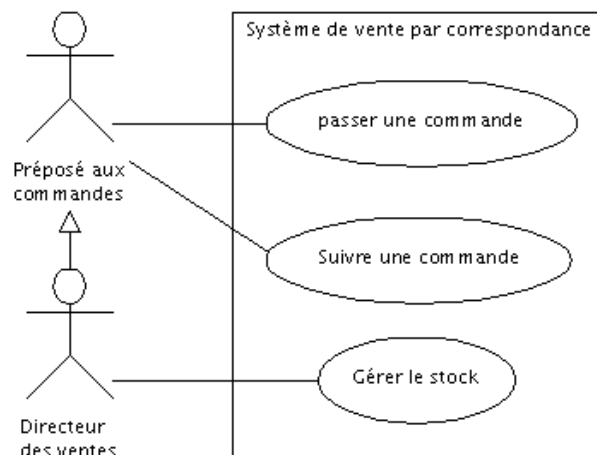 Système de vente par correspondance
passer une commande
Préposé aux
commandes
Suivre une commande
Gérer le stock
Directeur
des ventes